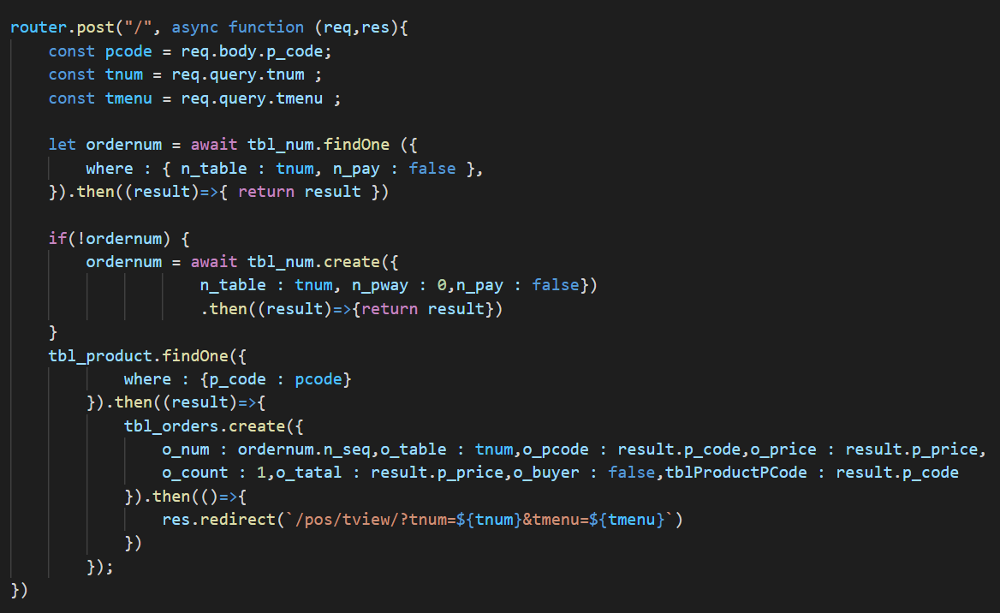 router.post("/", async function (req,res){
    const pcode = req.body.p_code;
    const tnum = req.query.tnum ;
    const tmenu = req.query.tmenu ;

    let ordernum = await tbl_num.findOne ({
        where : { n_table : tnum, n_pay : false },
    }).then((result)=>{ return result })

    if(!ordernum) {
        ordernum = await tbl_num.create({
                    n_table : tnum, n_pway : 0,n_pay : false})
                    .then((result)=>{return result})
    }
    tbl_product.findOne({
            where : {p_code : pcode}
        }).then((result)=>{
            tbl_orders.create({
                o_num : ordernum.n_seq,o_table : tnum,o_pcode : result.p_code,o_price : result.p_price,
                o_count : 1,o_tatal : result.p_price,o_buyer : false,tblProductPCode : result.p_code
            }).then(()=>{
                res.redirect(`/pos/tview/?tnum=${tnum}&tmenu=${tmenu}`)
            })
        });
})